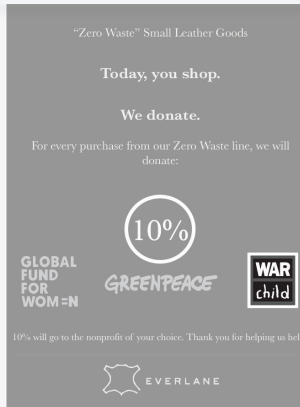 “Zero Waste” Small Leather Goods
Today, you shop.
We donate.
For every purchase from our Zero Waste line, we will
donate:
10%
GLOBAL
FUND
FOR
WOM=N
GREENPEACE
WAR
child
10% will go to the nonprofit of your choice. Thank you for helping us hel
EVERLANE